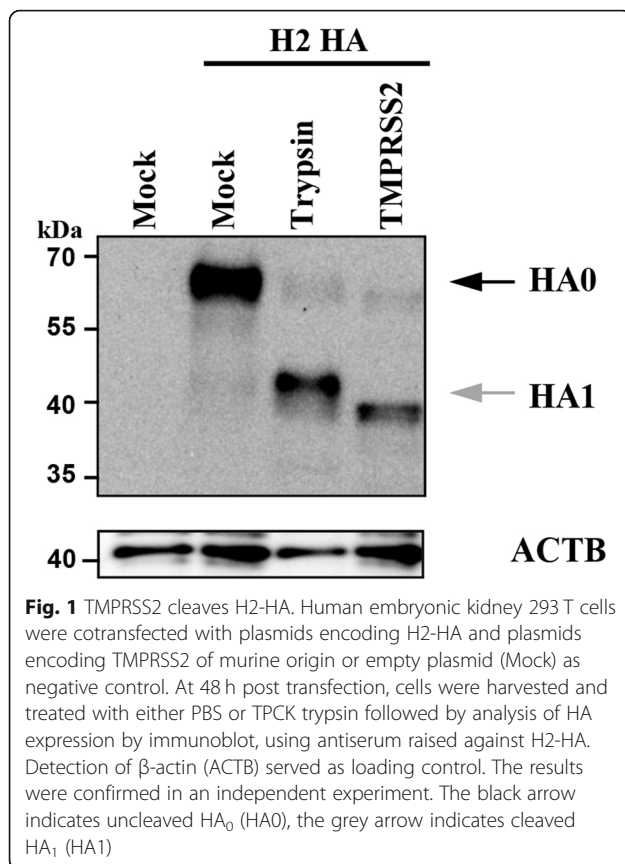 H2 HA
Mock
Mock
Trypsin
TMPRSS2
kDa
70
HA0
55
40
HA1
35
40
ACTB
Fig. 1 TMPRSS2 cleaves H2-HA. Human embryonic kidney 293 T cells
were cotransfected with plasmids encoding H2-HA and plasmids
encoding TMPRSS2 of murine origin or empty plasmid (Mock) as
negative control. At 48 h post transfection, cells were harvested and
treated with either PBS or TPCK trypsin followed by analysis of HA
expression by immunoblot, using antiserum raised against H2-HA.
Detection of β-actin (ACTB) served as loading control. The results
were confirmed in an independent experiment. The black arrow
indicates uncleaved HA₀ (HA0), the grey arrow indicates cleaved
HA₁ (HA1)